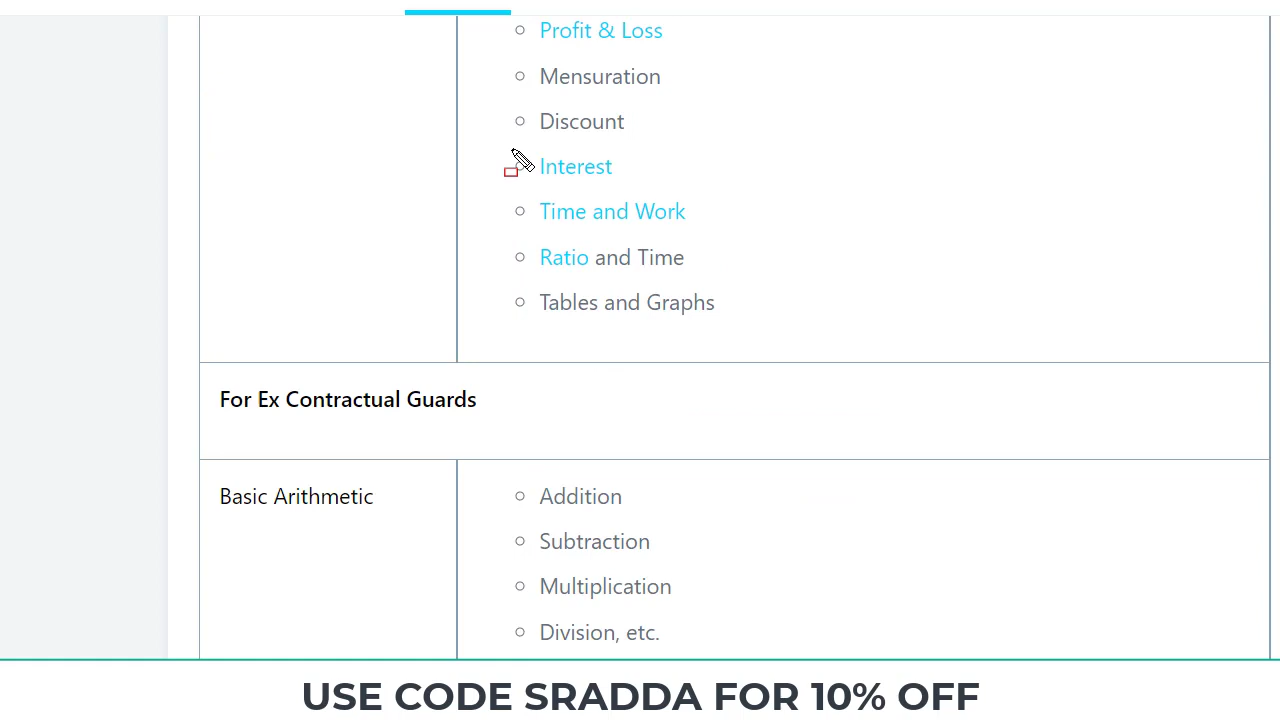 Profit & Loss
Mensuration
Discount
Interest
Time and Work
Ratio and Time
Tables and Graphs
For Ex Contractual Guards
Basic Arithmetic
Addition
Subtraction
Multiplication
Division, etc.
USE CODE SRADDA FOR 10% OFF